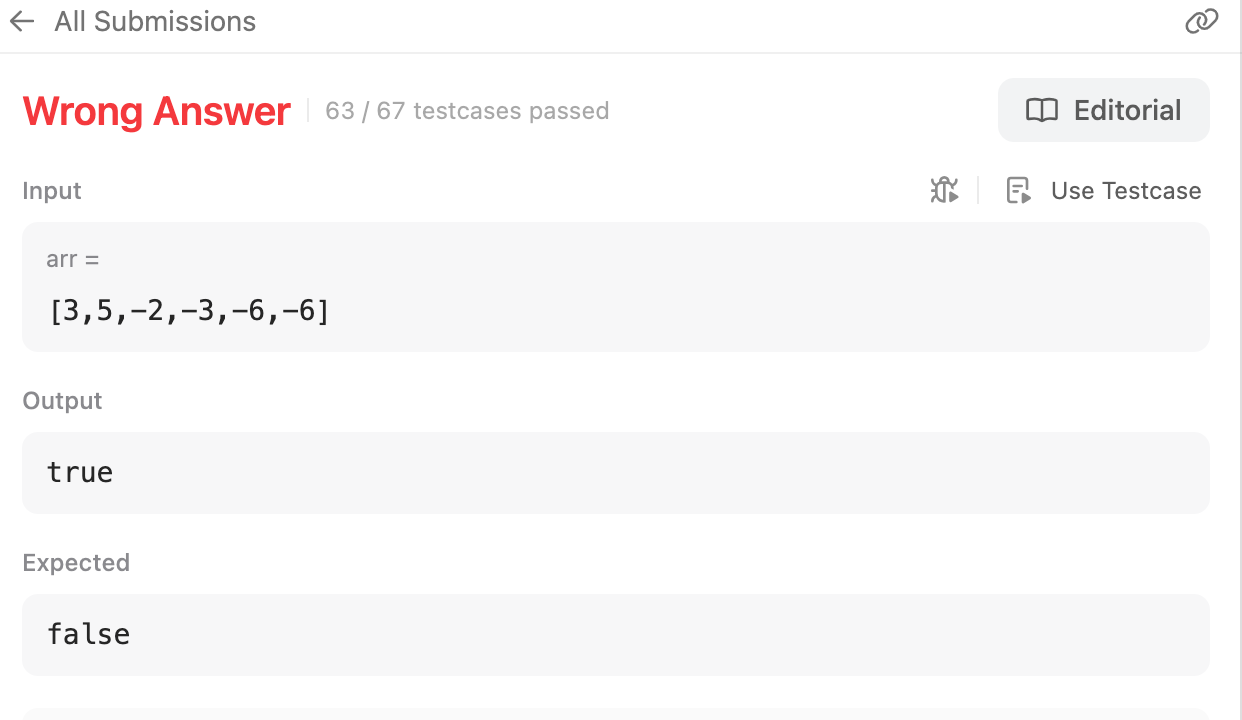 All Submissions
Wrong Answer 63 / 67 testcases passed Editorial
Input Use Testcase
arr =
[3,5,-2,-3,-6,-6]
Output
true
Expected
false